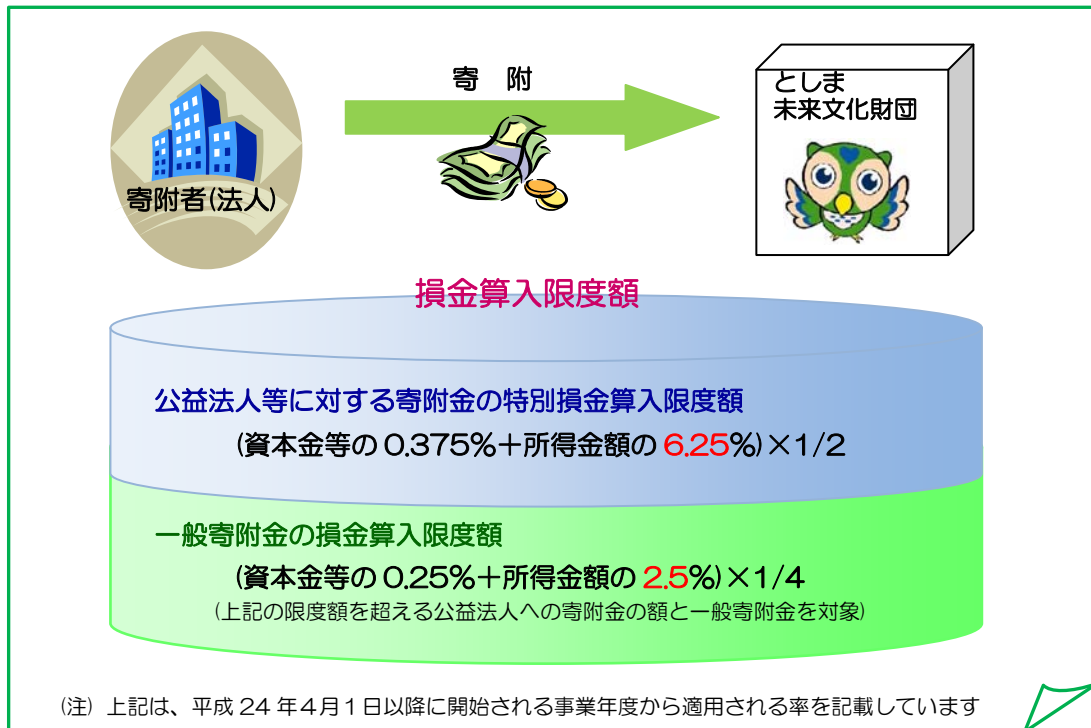 寄 附
としま
未来文化財団
寄附者(法人)
損金算入限度額
公益法人等に対する寄附金の特別損金算入限度額
(資本金等の0.375%+所得金額の6.25%)×1/2
一般寄附金の損金算入限度額
(資本金等の0.25%+所得金額の2.5%)×1/4
(上記の限度額を超える公益法人への寄附金の額と一般寄附金を対象)
(注) 上記は、平成24年4月1日以降に開始される事業年度から適用される率を記載しています